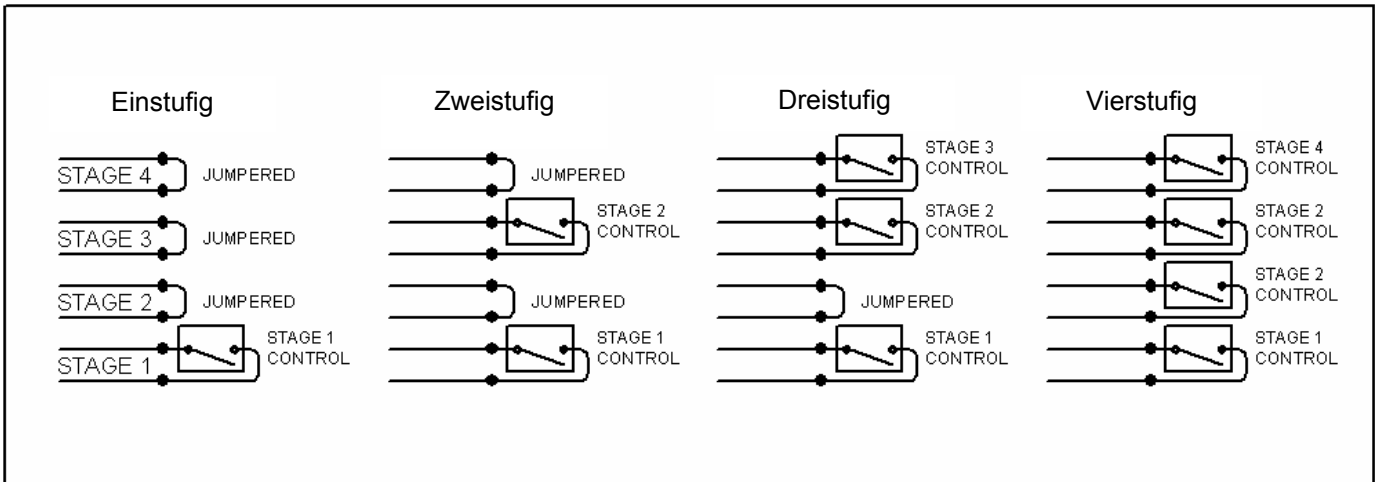 Einstufig
STAGE 4
JUMPERED
STAGE 3
JUMPERED
STAGE 2
JUMPERED
STAGE 1
STAGE 1
CONTROL
Zweistufig
JUMPERED
STAGE 2
CONTROL
JUMPERED
STAGE 1
CONTROL
Dreistufig
STAGE 3
CONTROL
STAGE 2
CONTROL
JUMPERED
STAGE 1
CONTROL
Vierstufig
STAGE 4
CONTROL
STAGE 2
CONTROL
STAGE 2
CONTROL
STAGE 1
CONTROL